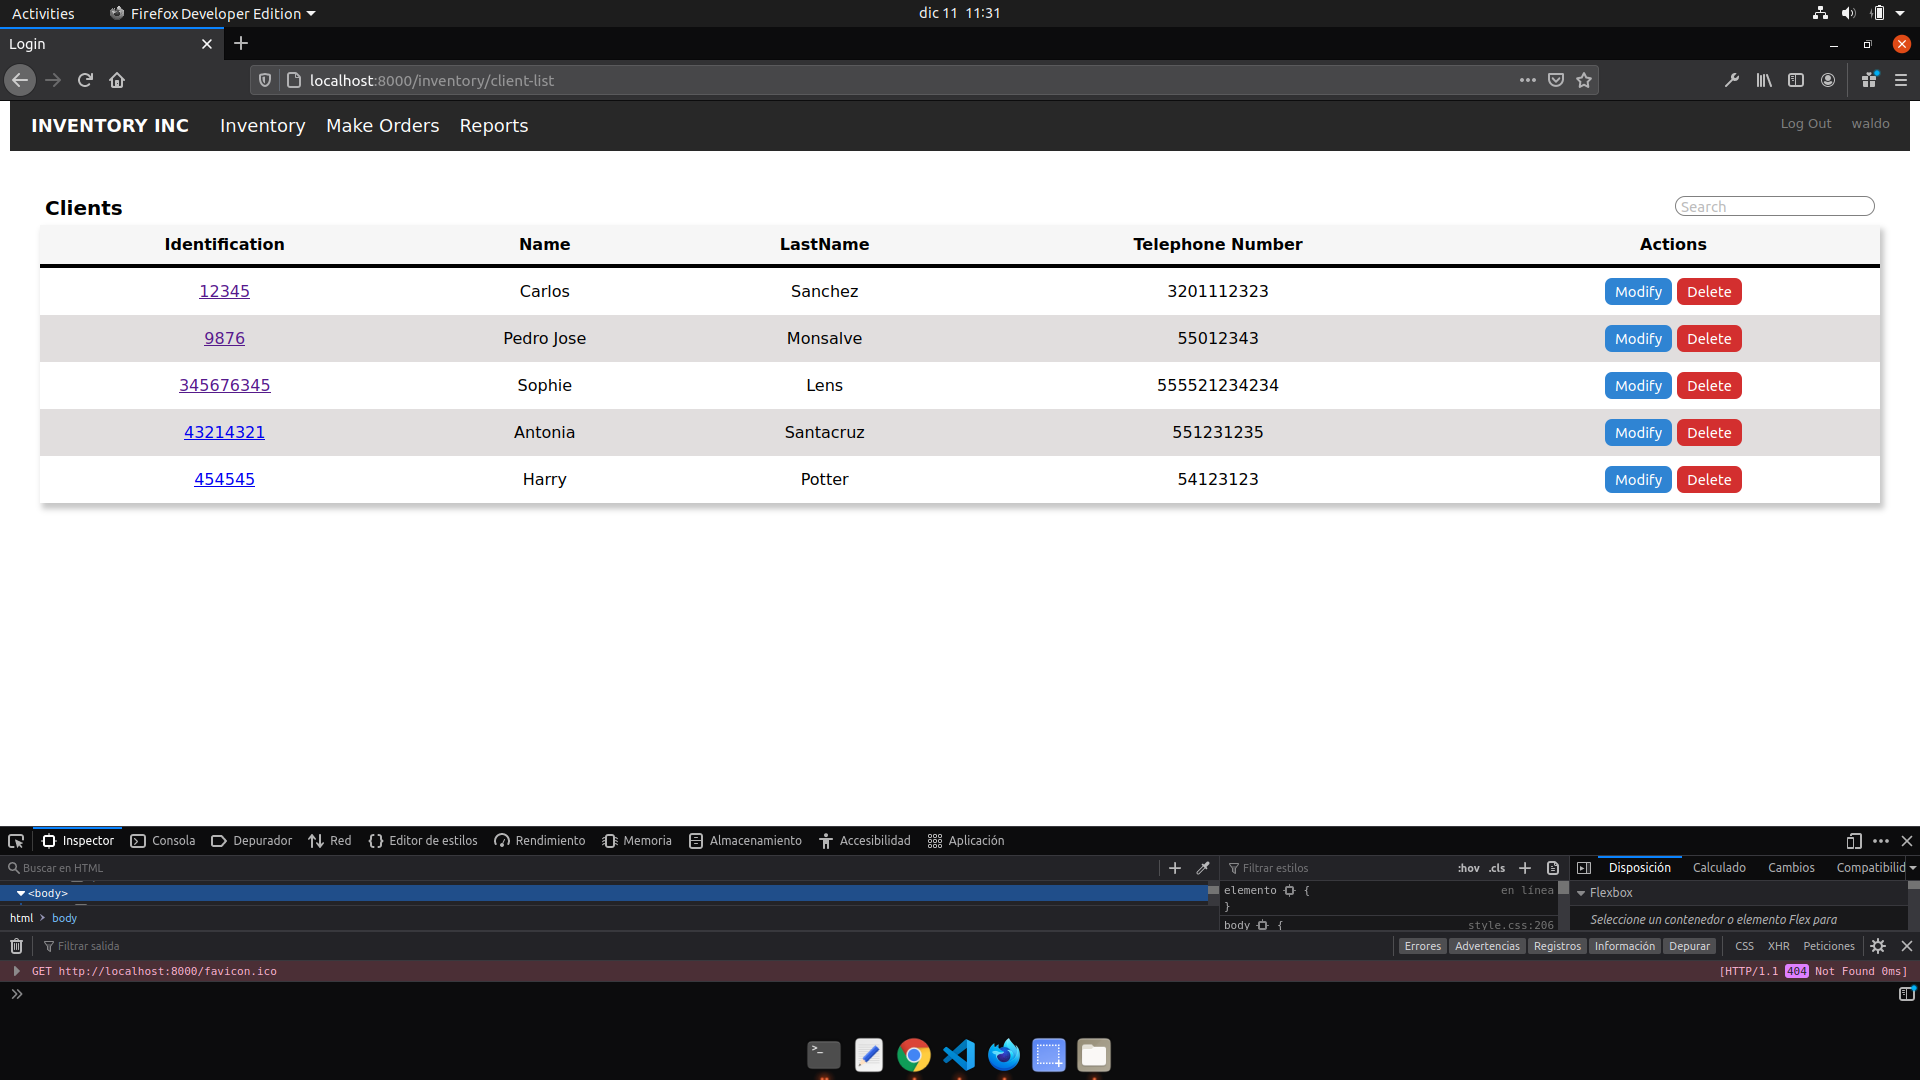 Activities Firefox Developer Edition dic 11 11:31
Login
localhost:8000/inventory/client-list
INVENTORY INC Inventory Make Orders Reports Log Out waldo
Clients Search
Identification Name LastName Telephone Number Actions
12345 Carlos Sanchez 3201112323 Modify Delete
9876 Pedro Jose Monsalve 55012343 Modify Delete
345676345 Sophie Lens 555521234234 Modify Delete
43214321 Antonia Santacruz 551231235 Modify Delete
454545 Harry Potter 54123123 Modify Delete
Inspector Consola Depurador Red Editor de estilos Rendimiento Memoria Almacenamiento Accesibilidad Aplicación
Buscar en HTML Filtrar estilos :hov .cls Disposición Calculado Cambios Compatibilid
<body> elemento { en línea Flexbox
}
html > body body { style.css:206 Seleccione un contenedor o elemento Flex para
Filtrar salida Errores Advertencias Registros Información Depurar CSS XHR Peticiones
GET http://localhost:8000/favicon.ico [HTTP/1.1 404 Not Found 0ms]